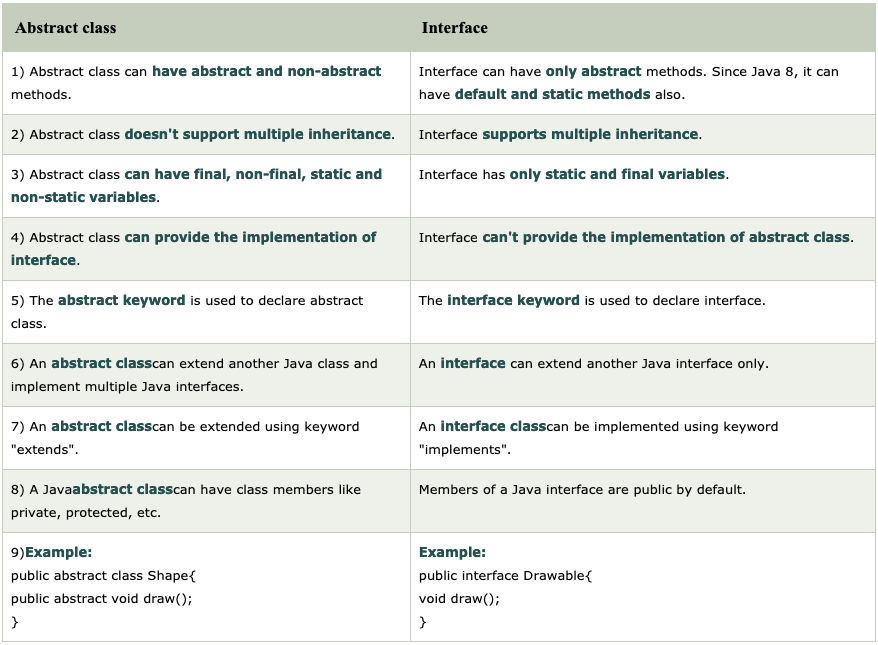 Abstract class
Interface
1) Abstract class can have abstract and non-abstract
methods.
Interface can have only abstract methods. Since Java 8, it can
have default and static methods also.
2) Abstract class doesn't support multiple inheritance.
Interface supports multiple inheritance.
3) Abstract class can have final, non-final, static and
non-static variables.
Interface has only static and final variables.
4) Abstract class can provide the implementation of
interface.
Interface can't provide the implementation of abstract class.
5) The abstract keyword is used to declare abstract
class.
The interface keyword is used to declare interface.
6) An abstract classcan extend another Java class and
implement multiple Java interfaces.
An interface can extend another Java interface only.
7) An abstract classcan be extended using keyword
"extends".
An interface classcan be implemented using keyword
"implements".
8) A Javaabstract classcan have class members like
private, protected, etc.
Members of a Java interface are public by default.
9)Example:
public abstract class Shape{
public abstract void draw();
}
Example:
public interface Drawable{
void draw();
}